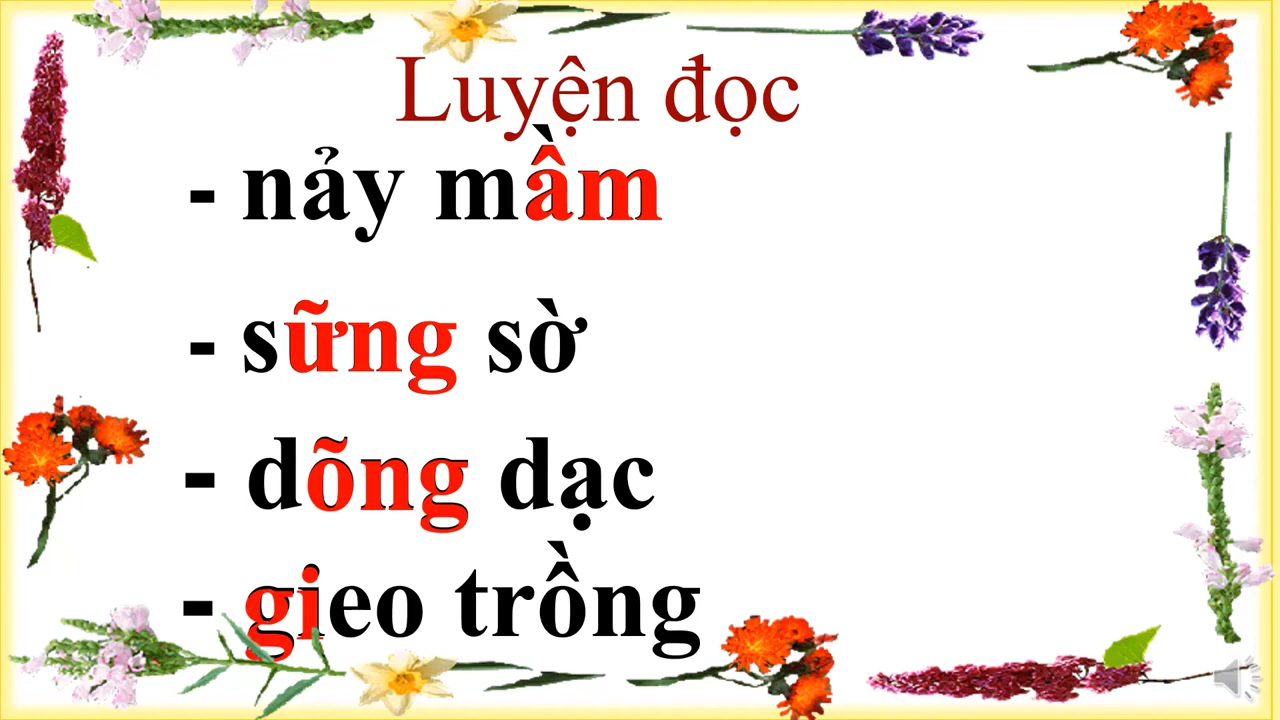 Luyện đọc
- nảy mầm
- sững sờ
- dõng dạc
- gieo trồng